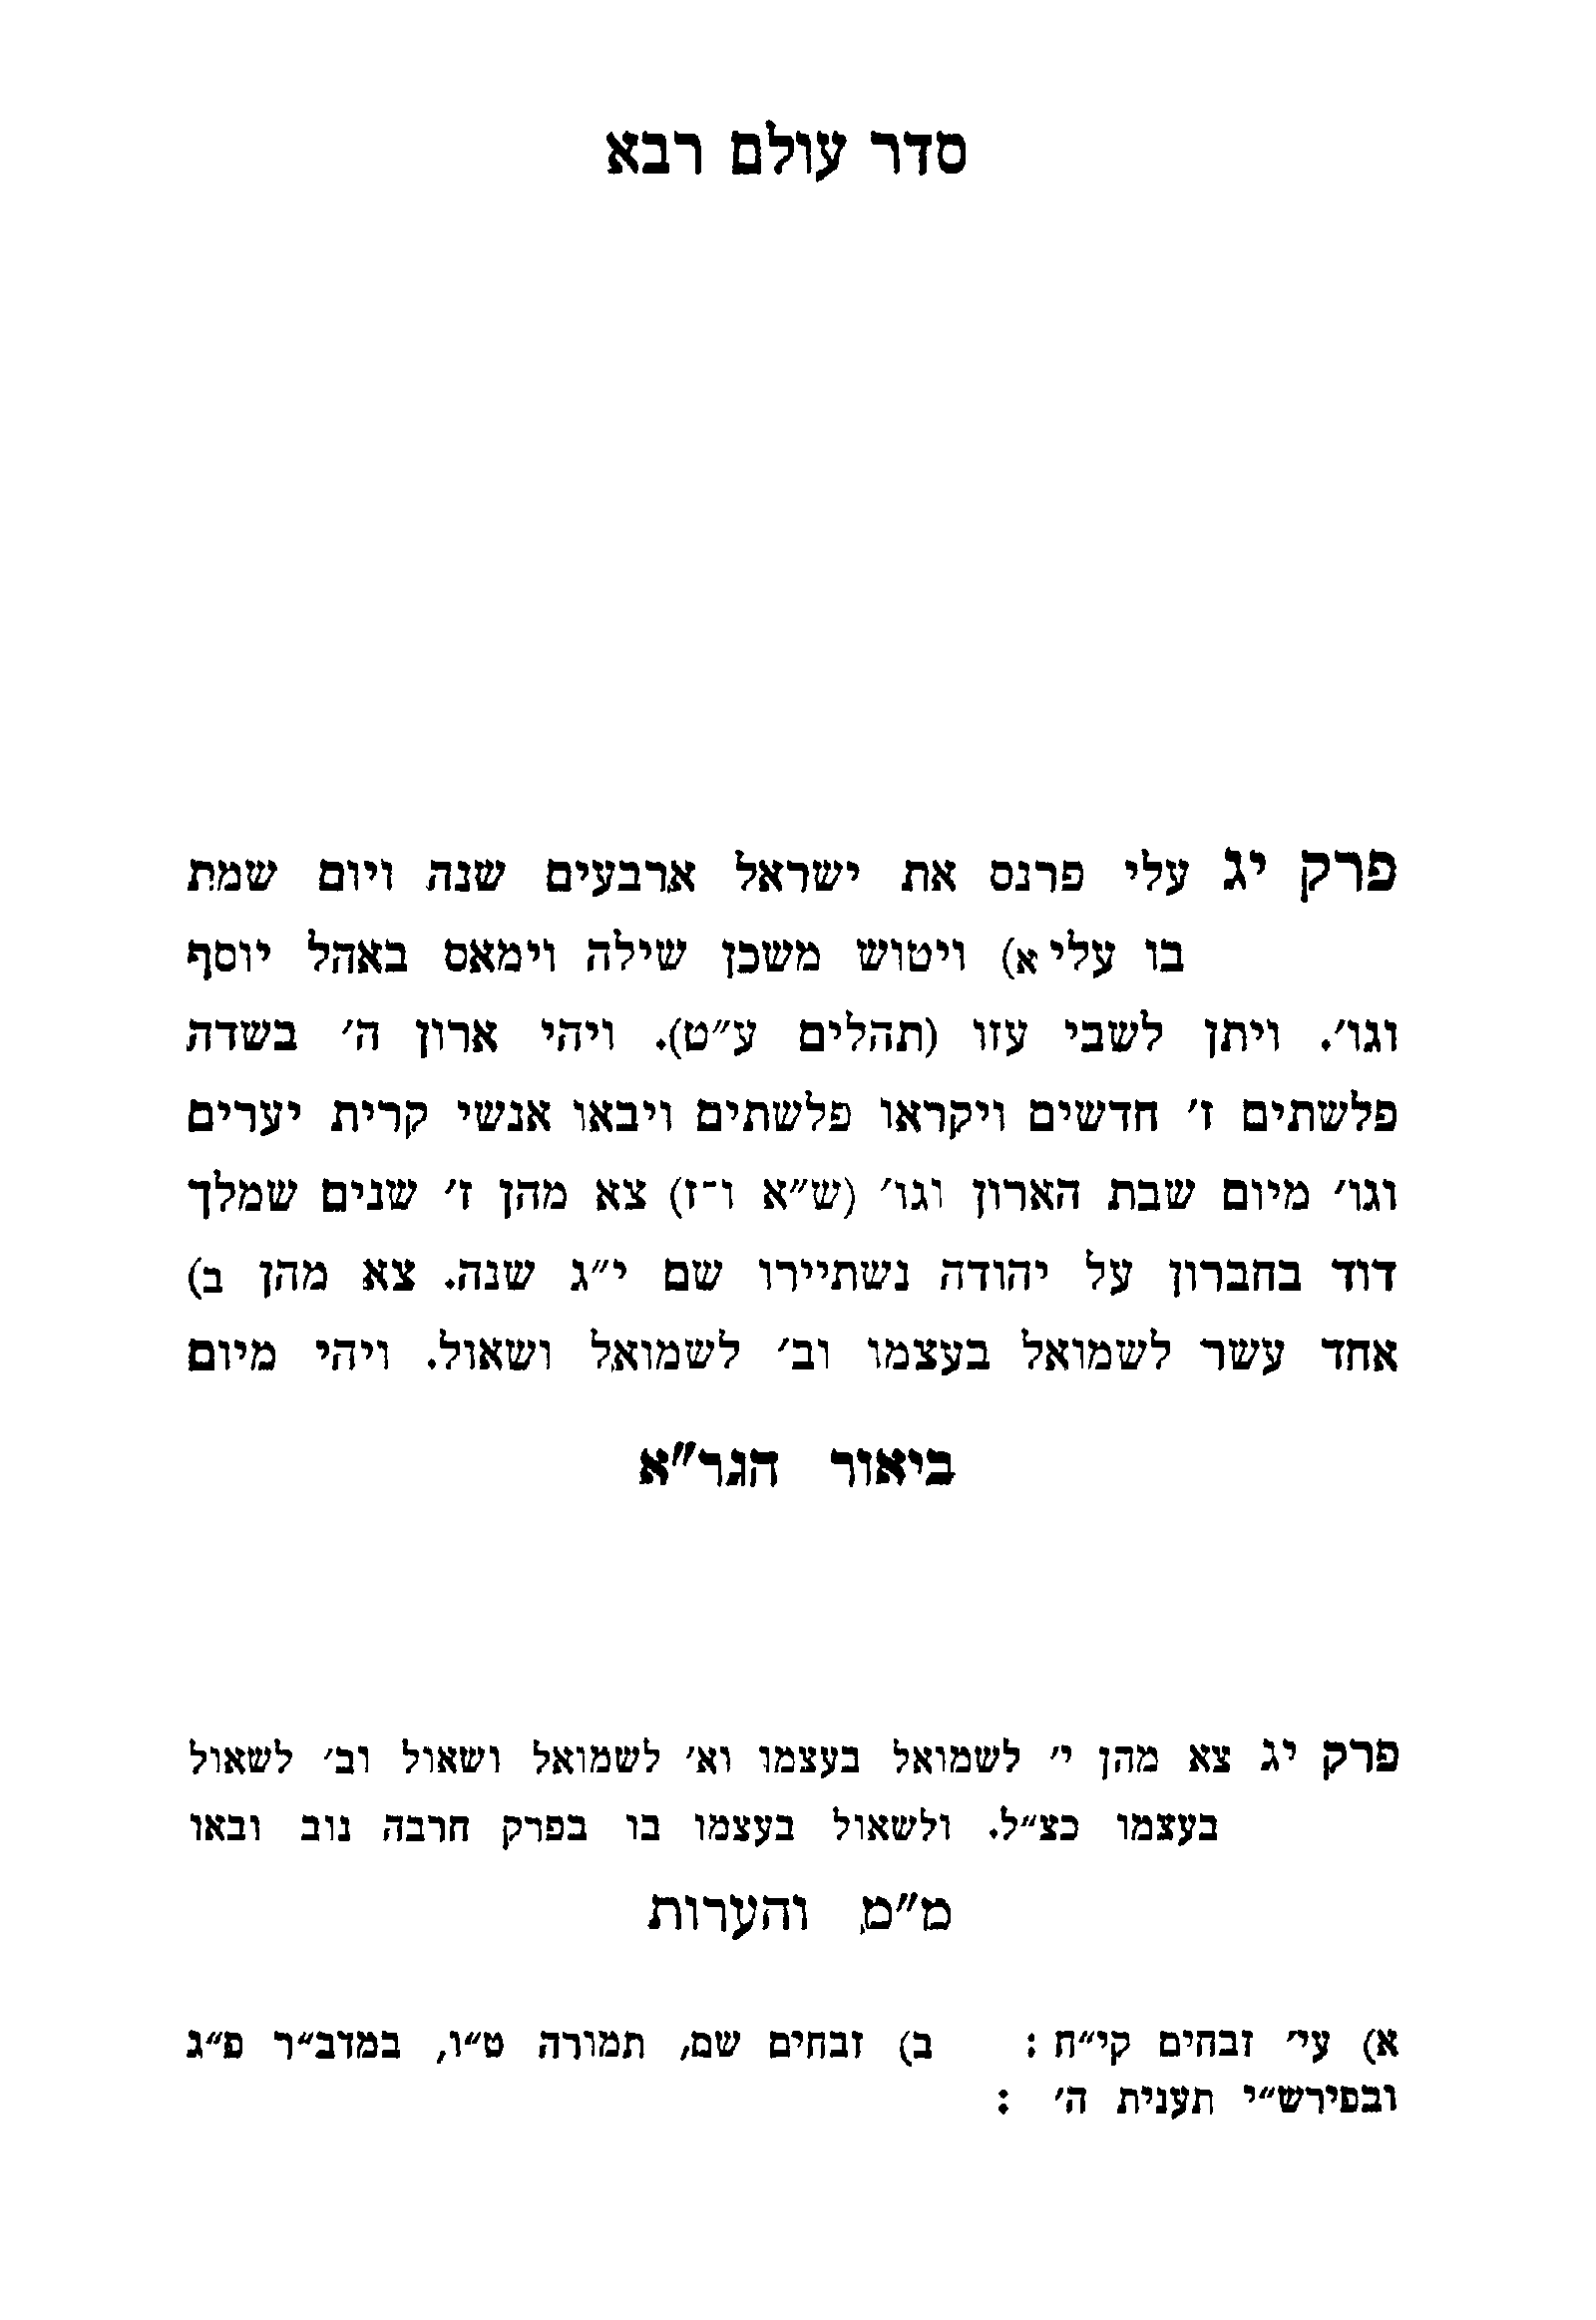 סדר עולם רבא
פרק יג עלי פרנס את ישראל ארבעים שנה ויום שמת
בו עלי א) ויטוש משכן שילה וימאס באהל יוסף
וגו׳. ויתן לשבי עזו (תהלים ע״ט). ויהי ארון ה׳ בשדה
פלשתים ז׳ חדשים ויקראו פלשתים ויבאו אנשי קרית יערים
וגו׳ מיום שבת הארון וגו׳ (ש״א ו־ז) צא מהן ז׳ שנים שמלך
דוד בחברון על יהודה נשתיירו שם י״ג שנה. צא מהן ב)
אחד עשר לשמואל בעצמו וב׳ לשמואל ושאול. ויהי מיום
ביאור הגר״א
פרק יג צא מהן י׳ לשמואל בעצמו וא׳ לשמואל ושאול וב׳ לשאול
בעצמו כצ״ל. ולשאול בעצמו בו בפרק חרבה נוב ובאו
מ״מ והערות
א) עי׳ זבחים קי״ח : ב) זבחים שם, תמורה ט״ו, במדב״ר פ״ג
ובפירש״י תענית ה׳ :